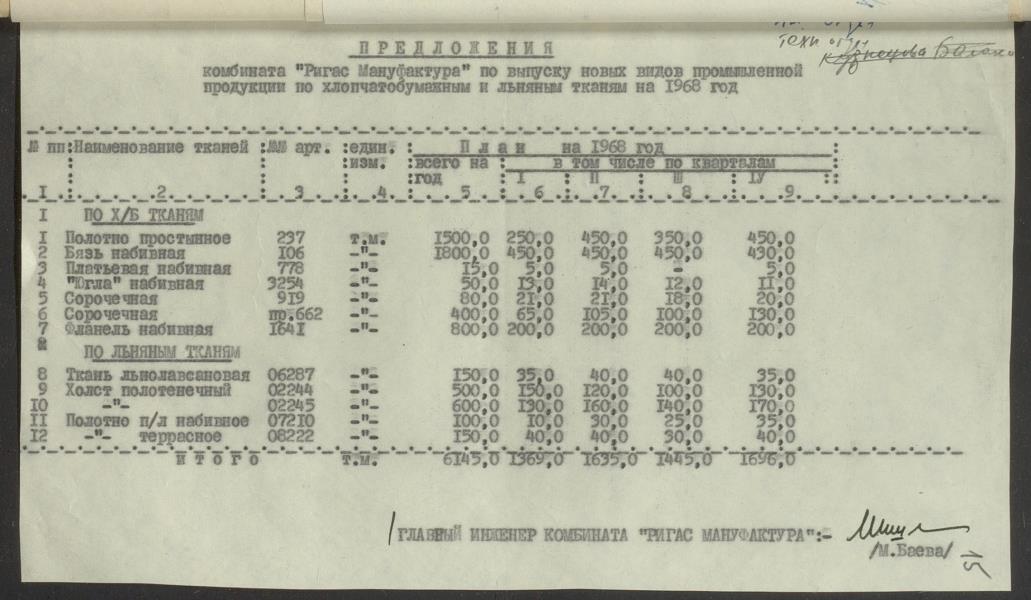 техн отдел
ПРЕДЛОЖЕНИЯ
комбината "Ригас Мануфактура" по выпуску новых видов промышленной
продукции по хлопчатобумажным и льняным тканям на 1968 год
№ пп: Наименование тканей :№№ арт. :един. изм. : План на 1968 год
всего на год : в том числе по кварталам
I П Ш IУ
I 2 3 4 5 6 7 8 9
I ПО Х/Б ТКАНЯМ
I Полотно простынное 237 т.м. 1500,0 250,0 450,0 350,0 450,0
2 Бязь набивная 106 -"- 1800,0 450,0 450,0 450,0 430,0
3 Платьевая набивная 778 -"- 15,0 5,0 5,0 - 5,0
4 "Югла" набивная 3254 -"- 50,0 13,0 14,0 12,0 11,0
5 Сорочечная 919 -"- 80,0 21,0 21,0 18,0 20,0
6 Сорочечная пр.662 -"- 400,0 65,0 105,0 100,0 130,0
7 Фланель набивная 1641 -"- 800,0 200,0 200,0 200,0 200,0
ПО ЛЬНЯНЫМ ТКАНЯМ
8 Ткань льнолавсановая 06287 -"- 150,0 35,0 40,0 40,0 35,0
9 Холст полотенечный 02244 -"- 500,0 150,0 120,0 100,0 130,0
10 -"- 02245 -"- 600,0 130,0 160,0 140,0 170,0
11 Полотно п/л набивное 07210 -"- 100,0 10,0 30,0 25,0 35,0
12 -"- террасное 08222 -"- 150,0 40,0 40,0 30,0 40,0
итого т.м. 6145,0 1369,0 1635,0 1445,0 1696,0
ГЛАВНЫЙ ИНЖЕНЕР КОМБИНАТА "РИГАС МАНУФАКТУРА":-
/М.Баева/
15